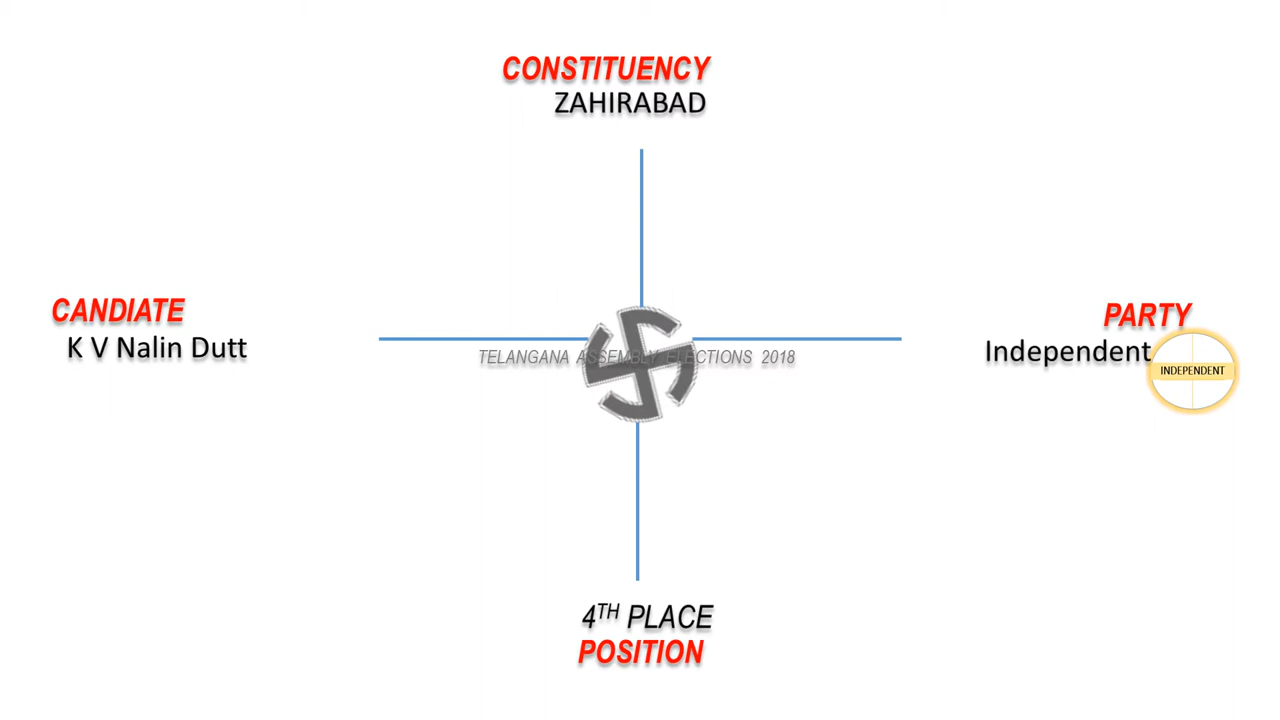 CONSTITUENCY
ZAHIRABAD
CANDIATE
K V Nalin Dutt
PARTY
Independent
INDEPENDENT
TELANGANA ASSEMBLY ELECTIONS 2018
4TH PLACE
POSITION